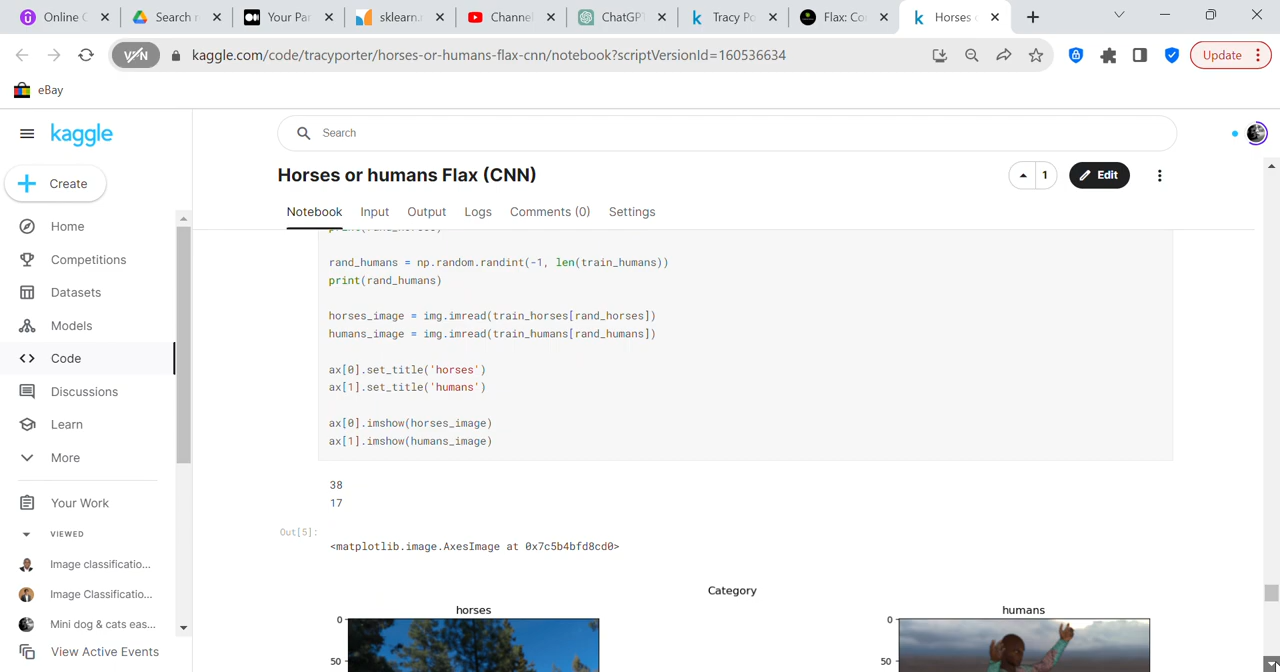 Online C
Search r
Your Par
sklearn.r
Channel
ChatGP
Tracy Po
Flax: Co
Horses o
VPN
kaggle.com/code/tracyporter/horses-or-humans-flax-cnn/notebook?scriptVersionId=160536634
Update
eBay
kaggle
Search
Create
Horses or humans Flax (CNN)
1
Edit
Notebook
Input
Output
Logs
Comments (0)
Settings
Home
Competitions
Datasets
Models
Code
Discussions
Learn
More
Your Work
VIEWED
Image classificatio...
Image Classificatio...
Mini dog & cats eas...
View Active Events
rand_humans = np.random.randint(-1, len(train_humans))
print(rand_humans)
horses_image = img.imread(train_horses[rand_horses])
humans_image = img.imread(train_humans[rand_humans])
ax[0].set_title('horses')
ax[1].set_title('humans')
ax[0].imshow(horses_image)
ax[1].imshow(humans_image)
38
17
Out[5]:
<matplotlib.image.AxesImage at 0x7c5b4bfd8cd0>
Category
horses
humans
0
0
50
50